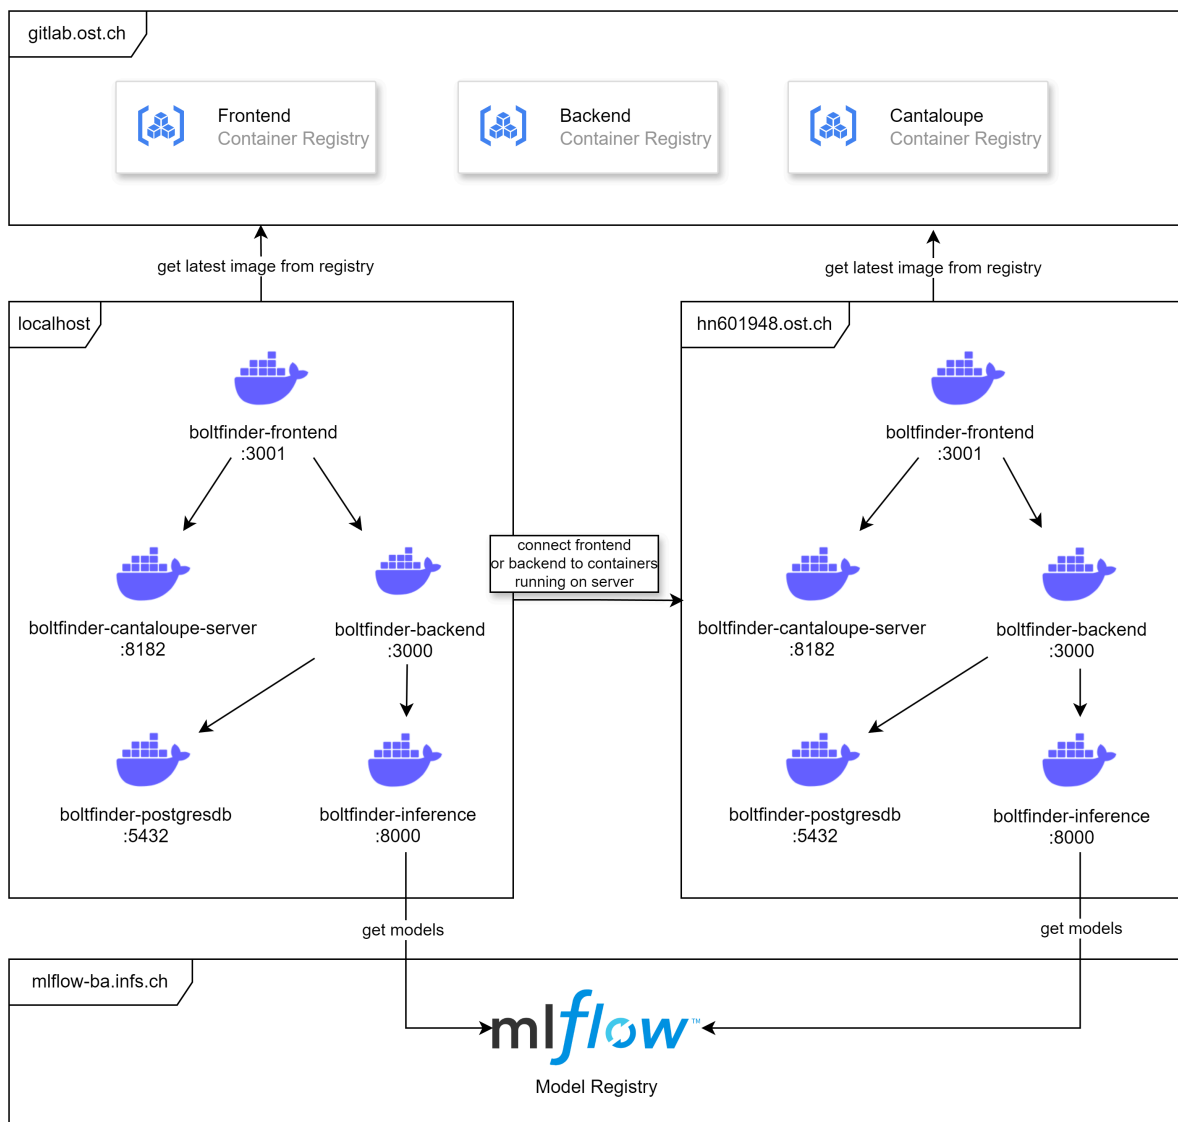 gitlab.ost.ch
Frontend
Container Registry
Backend
Container Registry
Cantaloupe
Container Registry
get latest image from registry
get latest image from registry
localhost
hn601948.ost.ch
boltfinder-frontend
:3001
boltfinder-frontend
:3001
connect frontend
or backend to containers
running on server
boltfinder-cantaloupe-server
:8182
boltfinder-backend
:3000
boltfinder-cantaloupe-server
:8182
boltfinder-backend
:3000
boltfinder-postgresdb
:5432
boltfinder-inference
:8000
boltfinder-postgresdb
:5432
boltfinder-inference
:8000
get models
get models
mlflow-ba.infs.ch
mlflow™
Model Registry